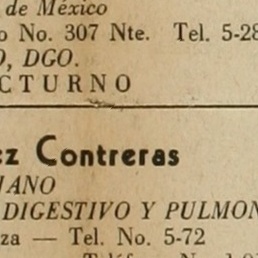 de México
o No. 307 Nte. Tel. 5-28
O, DGO.
CTURNO
ez Contreras
JANO
DIGESTIVO Y PULMON
za — Tel. No. 5-72